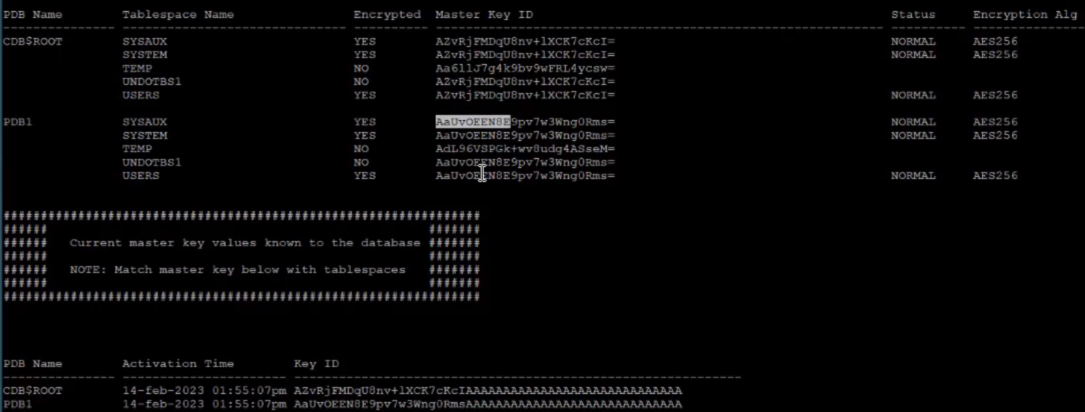 PDB Name Tablespace Name Encrypted Master Key ID Status Encryption Alg
CDB$ROOT SYSAUX YES AZvRjFMDqU8nv+lXCK7cKcI= NORMAL AES256
SYSTEM YES AZvRjFMDqU8nv+lXCK7cKcI= NORMAL AES256
TEMP NO Aa6llJ7g4k9bv9wFRL4ycsw=
UNDOTBS1 NO AZvRjFMDqU8nv+lXCK7cKcI=
USERS YES AZvRjFMDqU8nv+lXCK7cKcI= NORMAL AES256
PDB1 SYSAUX YES AaUvOEEN8E9pv7w3Wng0Rms= NORMAL AES256
SYSTEM YES AaUvOEEN8E9pv7w3Wng0Rms= NORMAL AES256
TEMP NO AdL96VSPGk+wv8udg4ASseM=
UNDOTBS1 NO AaUvOEEN8E9pv7w3Wng0Rms=
USERS YES AaUvOEEN8E9pv7w3Wng0Rms= NORMAL AES256
################################################################
###### #######
###### Current master key values known to the database #######
###### #######
###### NOTE: Match master key below with tablespaces #######
###### #######
################################################################
PDB Name Activation Time Key ID
CDB$ROOT 14-feb-2023 01:55:07pm AZvRjFMDqU8nv+lXCK7cKcIAAAAAAAAAAAAAAAAAAAAAAAAAAAAA
PDB1 14-feb-2023 01:55:07pm AaUvOEEN8E9pv7w3Wng0RmsAAAAAAAAAAAAAAAAAAAAAAAAAAAAA